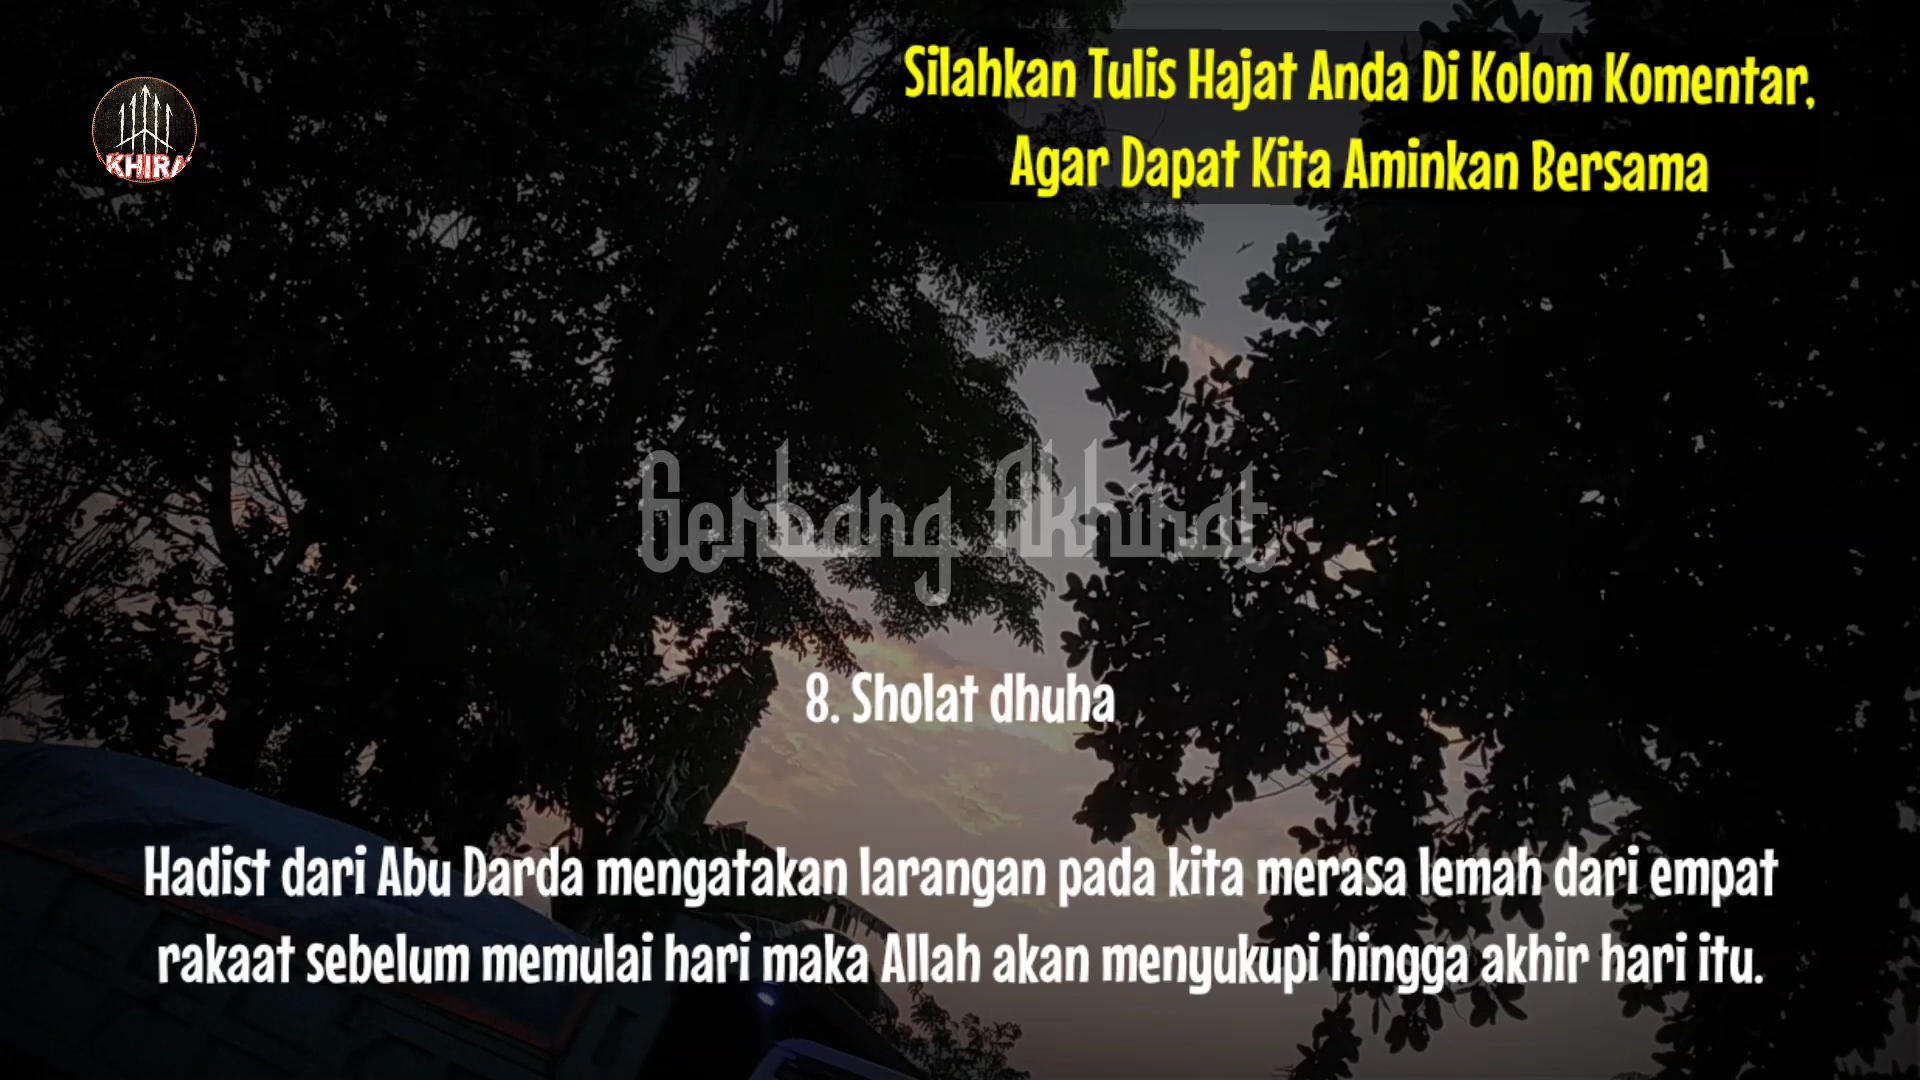 Silahkan Tulis Hajat Anda Di Kolom Komentar,
Agar Dapat Kita Aminkan Bersama
KHIRA
Gerbang Akhirat
8. Sholat dhuha
Hadist dari Abu Darda mengatakan larangan pada kita merasa lemah dari empat
rakaat sebelum memulai hari maka Allah akan menyukupi hingga akhir hari itu.